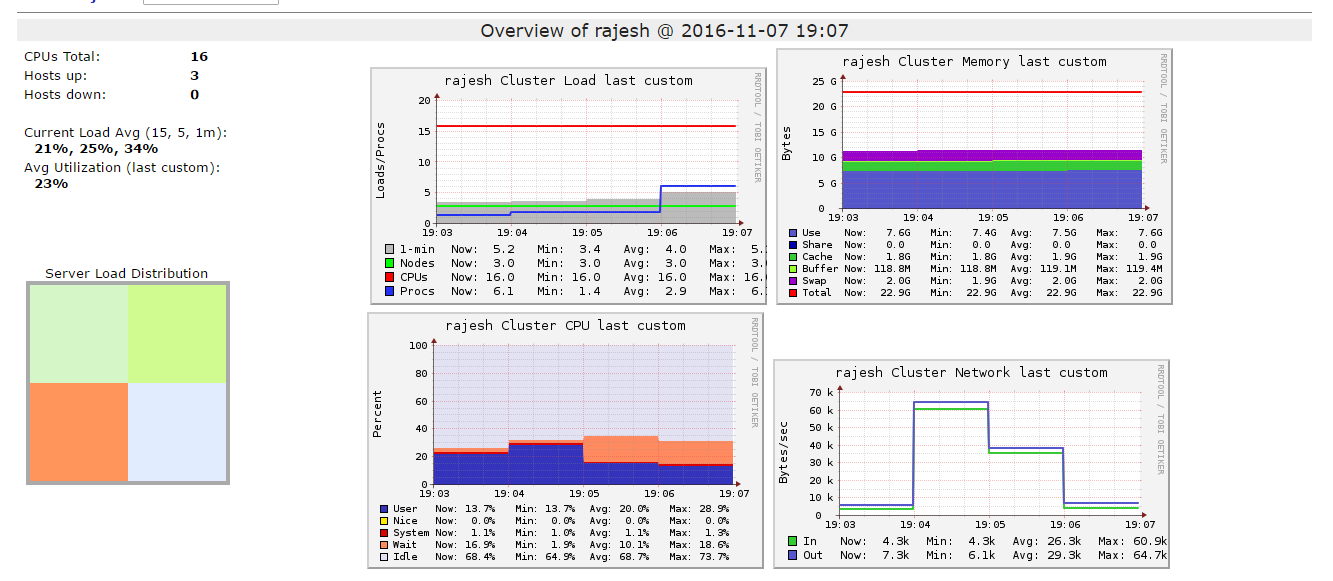 Overview of rajesh @ 2016-11-07 19:07
CPUs Total: 16
Hosts up: 3
Hosts down: 0
Current Load Avg (15, 5, 1m):
21%, 25%, 34%
Avg Utilization (last custom):
23%
Server Load Distribution
rajesh Cluster Load last custom
RRDTOOL / TOBI OETIKER
Loads/Procs
20
15
10
5
0
19:03 19:04 19:05 19:06 19:07
1-min Now: 5.2 Min: 3.4 Avg: 4.0 Max: 5.
Nodes Now: 3.0 Min: 3.0 Avg: 3.0 Max: 3.
CPUs Now: 16.0 Min: 16.0 Avg: 16.0 Max: 16.
Procs Now: 6.1 Min: 1.4 Avg: 2.9 Max: 6.
rajesh Cluster Memory last custom
RRDTOOL / TOBI OETIKER
Bytes
25 G
20 G
15 G
10 G
5 G
0
19:03 19:04 19:05 19:06 19:07
Use Now: 7.6G Min: 7.4G Avg: 7.5G Max: 7.6G
Share Now: 0.0 Min: 0.0 Avg: 0.0 Max: 0.0
Cache Now: 1.8G Min: 1.8G Avg: 1.9G Max: 1.9G
Buffer Now: 118.8M Min: 118.8M Avg: 119.1M Max: 119.4M
Swap Now: 2.0G Min: 1.9G Avg: 2.0G Max: 2.0G
Total Now: 22.9G Min: 22.9G Avg: 22.9G Max: 22.9G
rajesh Cluster CPU last custom
RRDTOOL / TOBI OETIKER
Percent
100
80
60
40
20
0
19:03 19:04 19:05 19:06 19:07
User Now: 13.7% Min: 13.7% Avg: 20.0% Max: 28.9%
Nice Now: 0.0% Min: 0.0% Avg: 0.0% Max: 0.0%
System Now: 1.1% Min: 1.0% Avg: 1.1% Max: 1.3%
Wait Now: 16.9% Min: 1.9% Avg: 10.1% Max: 18.6%
Idle Now: 68.4% Min: 64.9% Avg: 68.7% Max: 73.7%
rajesh Cluster Network last custom
RRDTOOL / TOBI OETIKER
Bytes/sec
70 k
60 k
50 k
40 k
30 k
20 k
10 k
0
19:03 19:04 19:05 19:06 19:07
In Now: 4.3k Min: 4.3k Avg: 26.3k Max: 60.9k
Out Now: 7.3k Min: 6.1k Avg: 29.3k Max: 64.7k